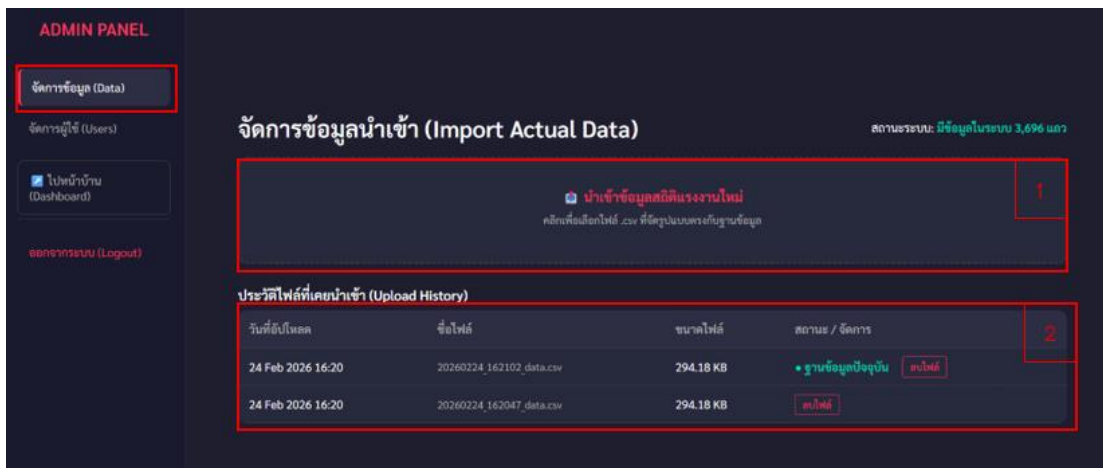 ADMIN PANEL
จัดการข้อมูล (Data)
จัดการผู้ใช้ (Users)
ไปหน้าบ้าน
(Dashboard)
ออกจากระบบ (Logout)
จัดการข้อมูลนำเข้า (Import Actual Data)
สถานะระบบ: มีข้อมูลในระบบ 3,696 แถว
1
นำเข้าข้อมูลสถิติแรงงานใหม่
คลิกเพื่อเลือกไฟล์ .csv ที่จัดรูปแบบตรงกับฐานข้อมูล
ประวัติไฟล์ที่เคยนำเข้า (Upload History)
วันที่อัปโหลด ชื่อไฟล์ ขนาดไฟล์ สถานะ / จัดการ 2
24 Feb 2026 16:20 20260224_162102_data.csv 294.18 KB • ฐานข้อมูลปัจจุบัน ลบไฟล์
24 Feb 2026 16:20 20260224_162047_data.csv 294.18 KB ลบไฟล์